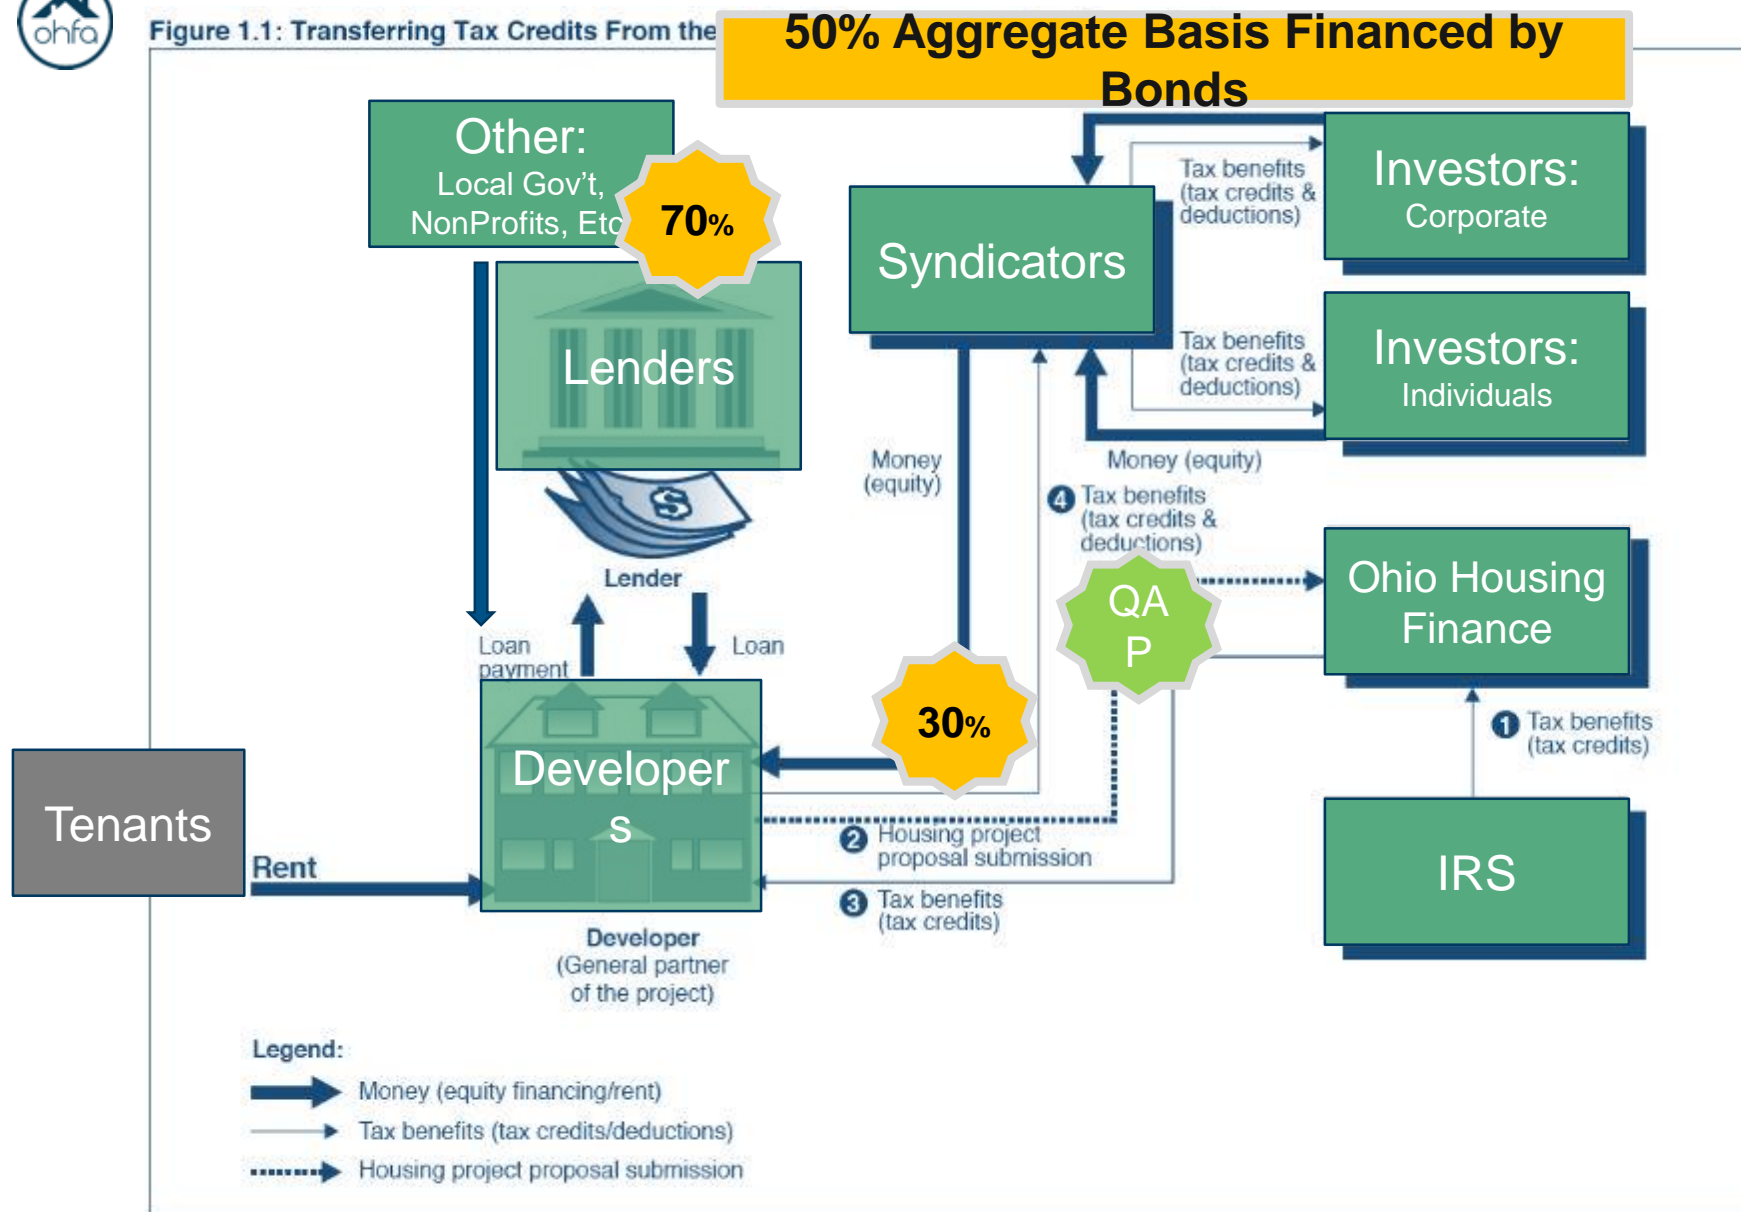 ohfa
Figure 1.1: Transferring Tax Credits From the
50% Aggregate Basis Financed by
Bonds
Other:
Local Gov't,
NonProfits, Etc
70%
Lenders
Lender
Loan
payment
Loan
Syndicators
Tax benefits
(tax credits &
deductions)
Investors:
Corporate
Tax benefits
(tax credits &
deductions)
Investors:
Individuals
Money
(equity)
Money (equity)
4 Tax benefits
(tax credits &
deductions)
QA
P
Ohio Housing
Finance
30%
1 Tax benefits
(tax credits)
IRS
Tenants
Rent
Developer
s
2 Housing project
proposal submission
3 Tax benefits
(tax credits)
Developer
(General partner
of the project)
Legend:
Money (equity financing/rent)
Tax benefits (tax credits/deductions)
Housing project proposal submission